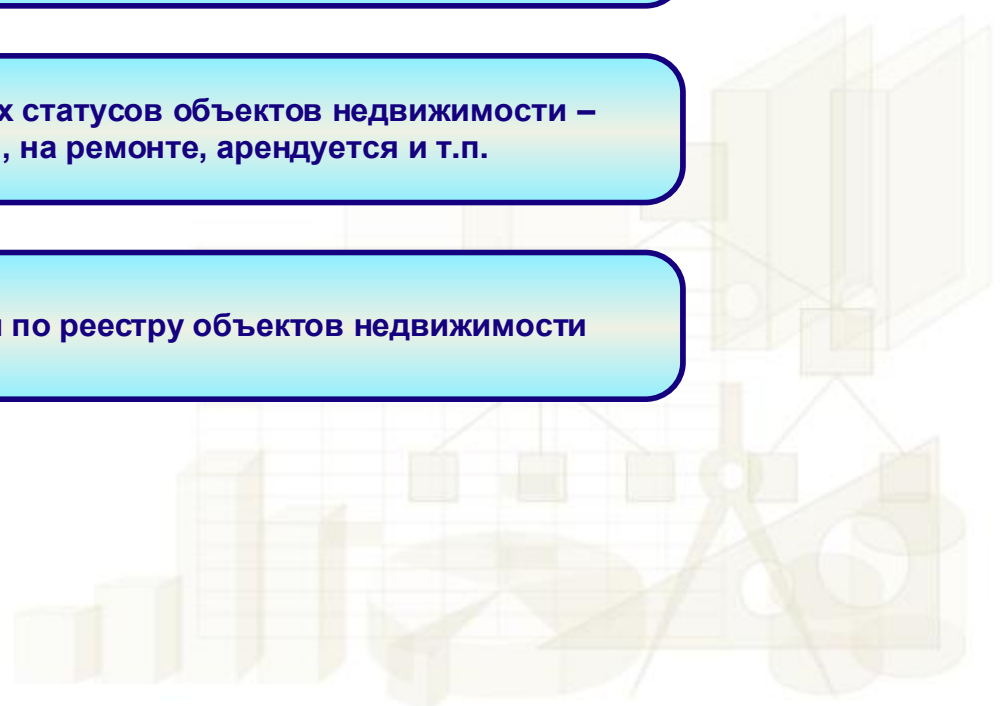 х статусов объектов недвижимости –
, на ремонте, арендуется и т.п.
по реестру объектов недвижимости